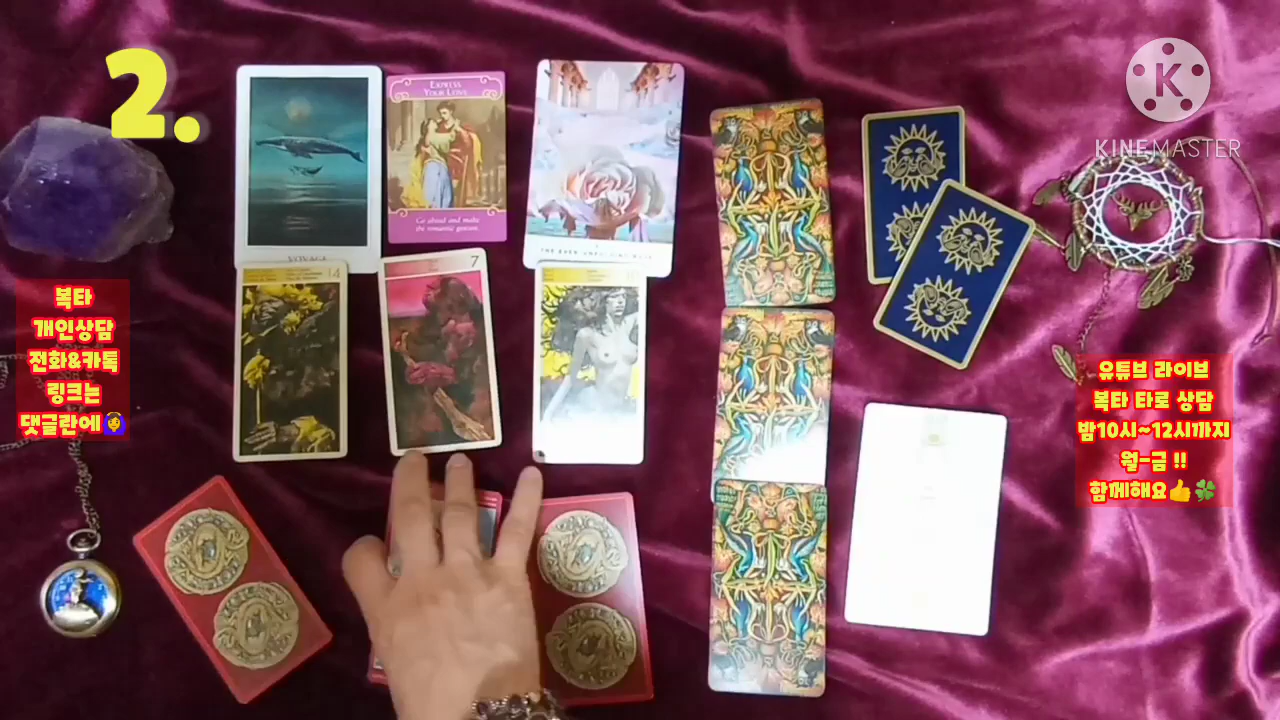 2.
K
KINEMASTER
EXPRESS
YOUR LOVE
Go ahead and make
the romantic gesture.
VOYAGE
14
7
복타
개인상담
전화&카톡
링크는
댓글란에🙆‍♀️
유튜브 라이브
복타 타로 상담
밤10시~12시까지
월-금 !!
함께해요👍🍀